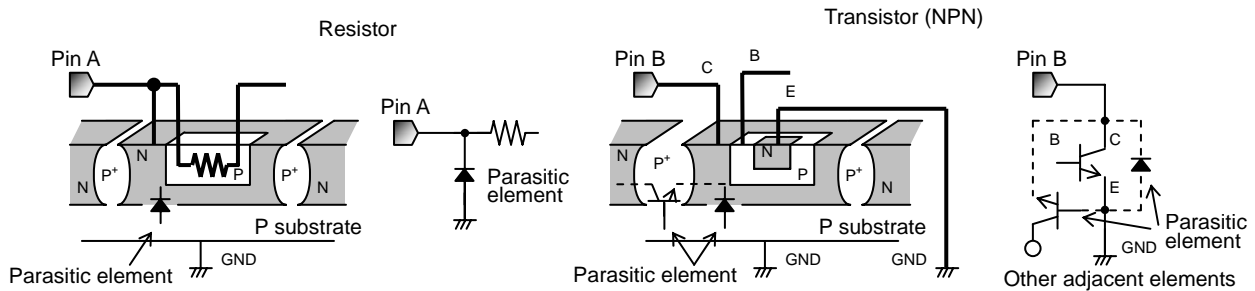 Resistor
Transistor (NPN)
Pin A
Pin B
C
B
E
Pin B
Pin A
N
P
N
P+
P+
N
Parasitic
element
P substrate
GND
Parasitic element
N
N
P+
N
P
P+
N
P substrate
GND
GND
Parasitic element
B
C
E
GND
Parasitic
element
Other adjacent elements